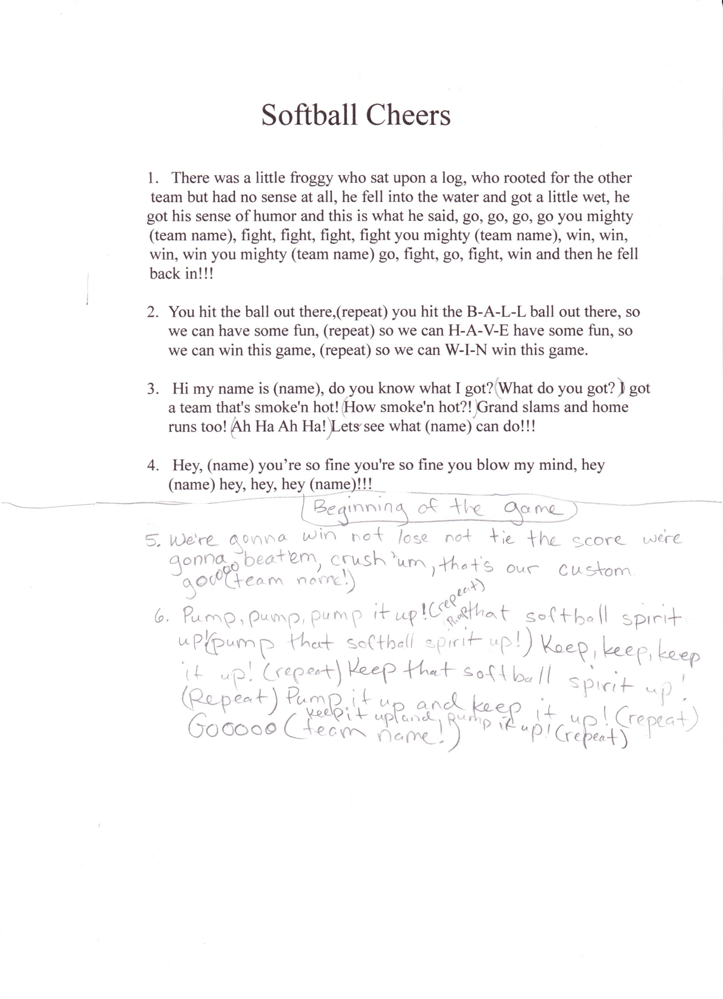 Softball Cheers
1. There was a little froggy who sat upon a log, who rooted for the other
team but had no sense at all, he fell into the water and got a little wet, he
got his sense of humor and this is what he said, go, go, go, go you mighty
(team name), fight, fight, fight, fight you mighty (team name), win, win,
win, win you mighty (team name) go, fight, go, fight, win and then he fell
back in!!!
2. You hit the ball out there,(repeat) you hit the B-A-L-L ball out there, so
we can have some fun, (repeat) so we can H-A-V-E have some fun, so
we can win this game, (repeat) so we can W-I-N win this game.
3. Hi my name is (name), do you know what I got? (What do you got? ) I got
a team that's smoke'n hot! (How smoke'n hot?! )Grand slams and home
runs too! (Ah Ha Ah Ha! )Lets see what (name) can do!!!
4. Hey, (name) you’re so fine you're so fine you blow my mind, hey
(name) hey, hey, hey (name)!!!
Beginning of the game
5. We're gonna win not lose not tie the score we're
gonna beat'em, crush 'um, that's our custom.
gooooooo (team name!)
6. Pump, pump, pump it up! (repeat) Pump that softball spirit
up! (pump that softball spirit up!) Keep, keep, keep
it up! (repeat) Keep that softball spirit up!
(Repeat) Pump it up and keep it up! (repeat)
keep it up and, pump it up! (repeat)
Gooooo (team name!)